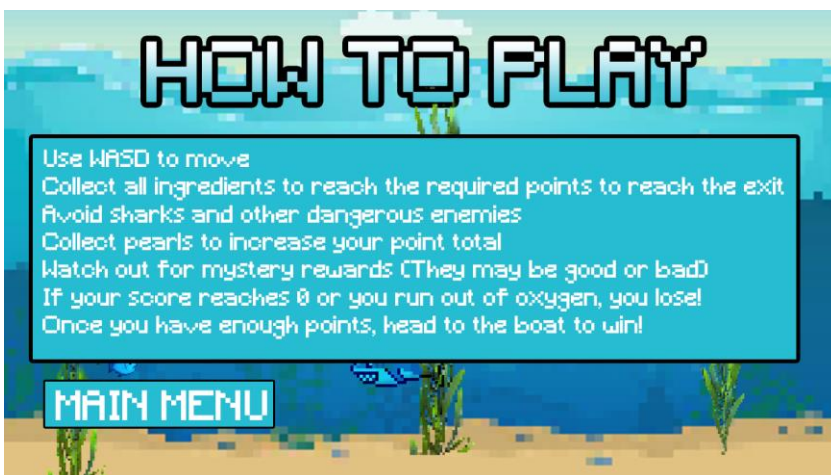 HOW TO PLAY
Use WASD to move
Collect all ingredients to reach the required points to reach the exit
Avoid sharks and other dangerous enemies
Collect pearls to increase your point total
Watch out for mystery rewards (They may be good or bad)
If your score reaches 0 or you run out of oxygen, you lose!
Once you have enough points, head to the boat to win!
MAIN MENU